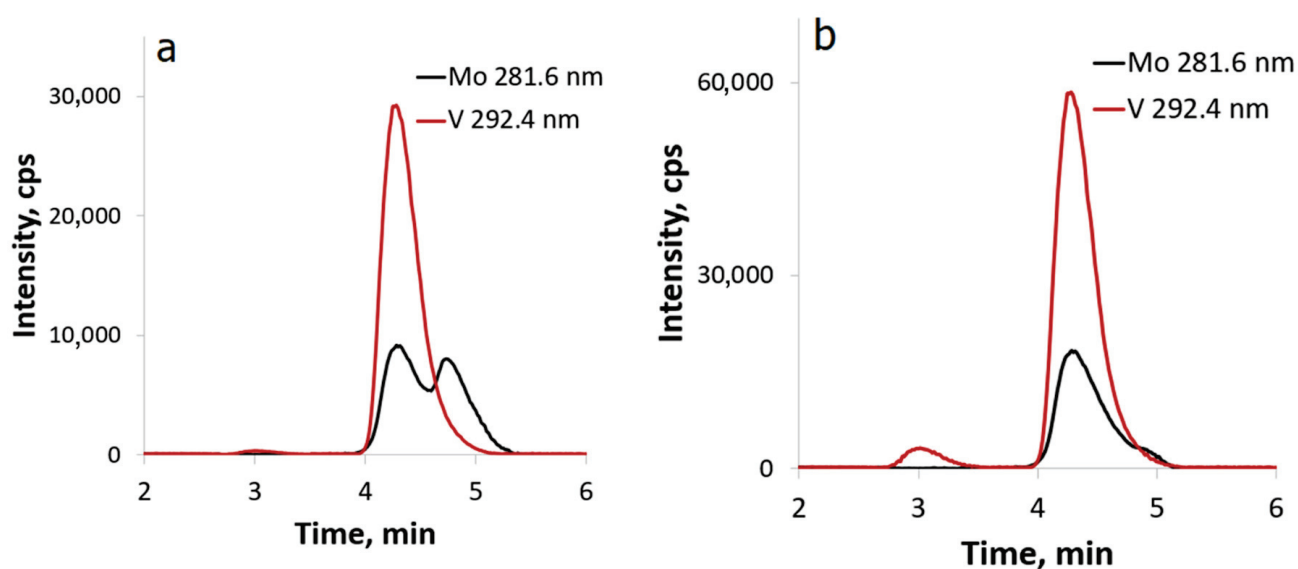 a
Mo 281.6 nm
V 292.4 nm
30,000
20,000
10,000
0
Intensity, cps
2 3 4 5 6
Time, min
b
Mo 281.6 nm
V 292.4 nm
60,000
30,000
0
Intensity, cps
2 3 4 5 6
Time, min